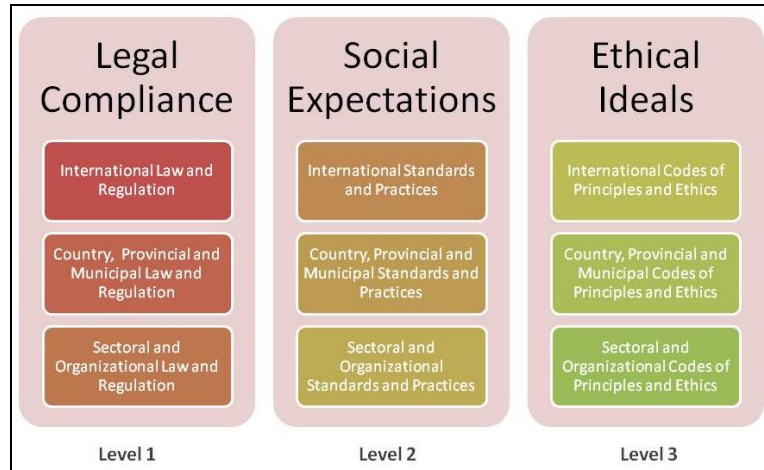 Legal
Compliance
International Law and
Regulation
Country, Provincial and
Municipal Law and
Regulation
Sectoral and
Organizational Law and
Regulation
Level 1
Social
Expectations
International Standards
and Practices
Country, Provincial and
Municipal Standards and
Practices
Sectoral and
Organizational
Standards and Practices
Level 2
Ethical
Ideals
International Codes of
Principles and Ethics
Country, Provincial and
Municipal Codes of
Principles and Ethics
Sectoral and
Organizational Codes of
Principles and Ethics
Level 3